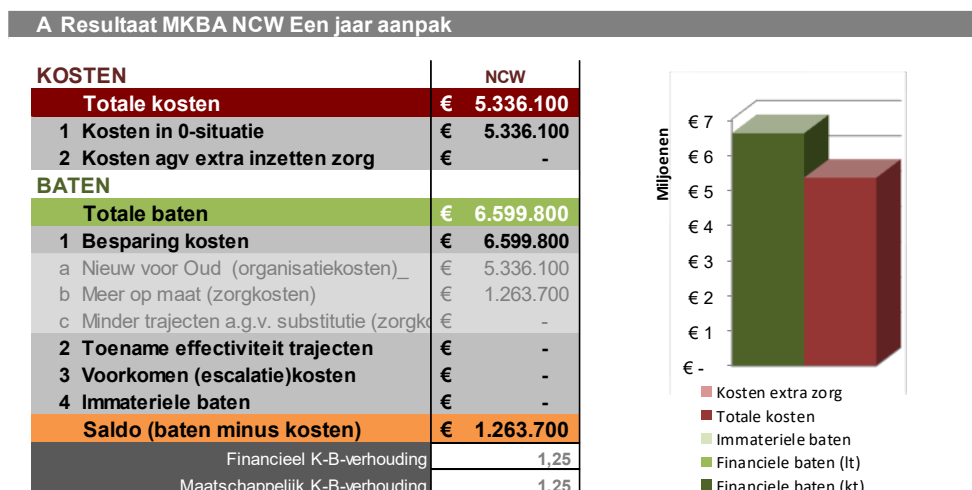 A Resultaat MKBA NCW Een jaar aanpak
KOSTEN NCW
Totale kosten € 5.336.100
1 Kosten in 0-situatie € 5.336.100
2 Kosten agv extra inzetten zorg € -
BATEN
Totale baten € 6.599.800
1 Besparing kosten € 6.599.800
a Nieuw voor Oud (organisatiekosten)_ € 5.336.100
b Meer op maat (zorgkosten) € 1.263.700
c Minder trajecten a.g.v. substitutie (zorgko € -
2 Toename effectiviteit trajecten € -
3 Voorkomen (escalatie)kosten € -
4 Immateriele baten € -
Saldo (baten minus kosten) € 1.263.700
Financieel K-B-verhouding 1,25
Maatschappelijk K-B-verhouding 1,25
Miljoenen
€ 7
€ 6
€ 5
€ 4
€ 3
€ 2
€ 1
€ -
Kosten extra zorg
Totale kosten
Immateriele baten
Financiele baten (lt)
Financiele baten (kt)